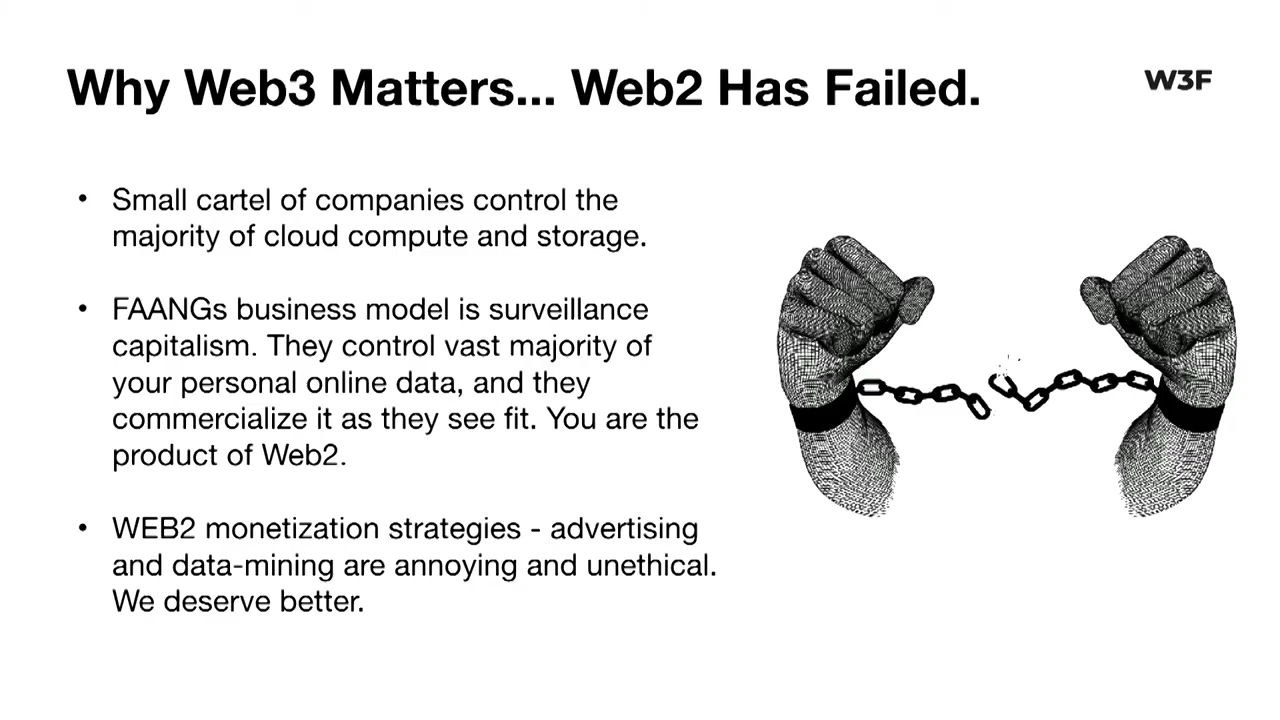 Why Web3 Matters... Web2 Has Failed.
W3F
• Small cartel of companies control the
majority of cloud compute and storage.
• FAANGs business model is surveillance
capitalism. They control vast majority of
your personal online data, and they
commercialize it as they see fit. You are the
product of Web2.
• WEB2 monetization strategies - advertising
and data-mining are annoying and unethical.
We deserve better.